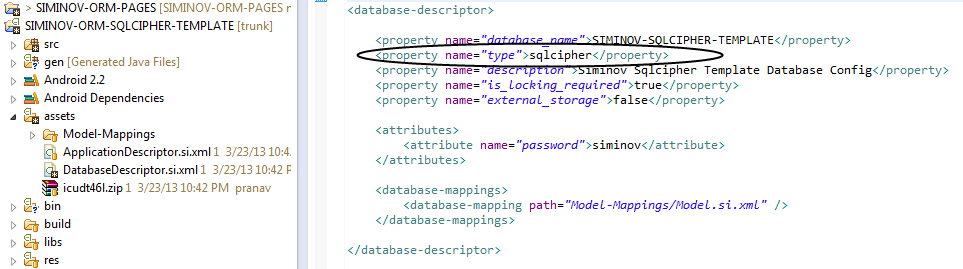 > SIMINOV-ORM-PAGES [SIMINOV-ORM-PAGES n
SIMINOV-ORM-SQLCIPHER-TEMPLATE [trunk]
src
gen [Generated Java Files]
Android 2.2
Android Dependencies
assets
Model-Mappings
ApplicationDescriptor.si.xml 1 3/23/13 10:42
DatabaseDescriptor.si.xml 1 3/23/13 10:42 P
icudt46l.zip 1 3/23/13 10:42 PM pranav
bin
build
libs
res
<database-descriptor>
<property name="database_name">SIMINOV-SQLCIPHER-TEMPLATE</property>
<property name="type">sqlcipher</property>
<property name="description">Siminov Sqlcipher Template Database Config</property>
<property name="is_locking_required">true</property>
<property name="external_storage">false</property>
<attributes>
<attribute name="password">siminov</attribute>
</attributes>
<database-mappings>
<database-mapping path="Model-Mappings/Model.si.xml" />
</database-mappings>
</database-descriptor>